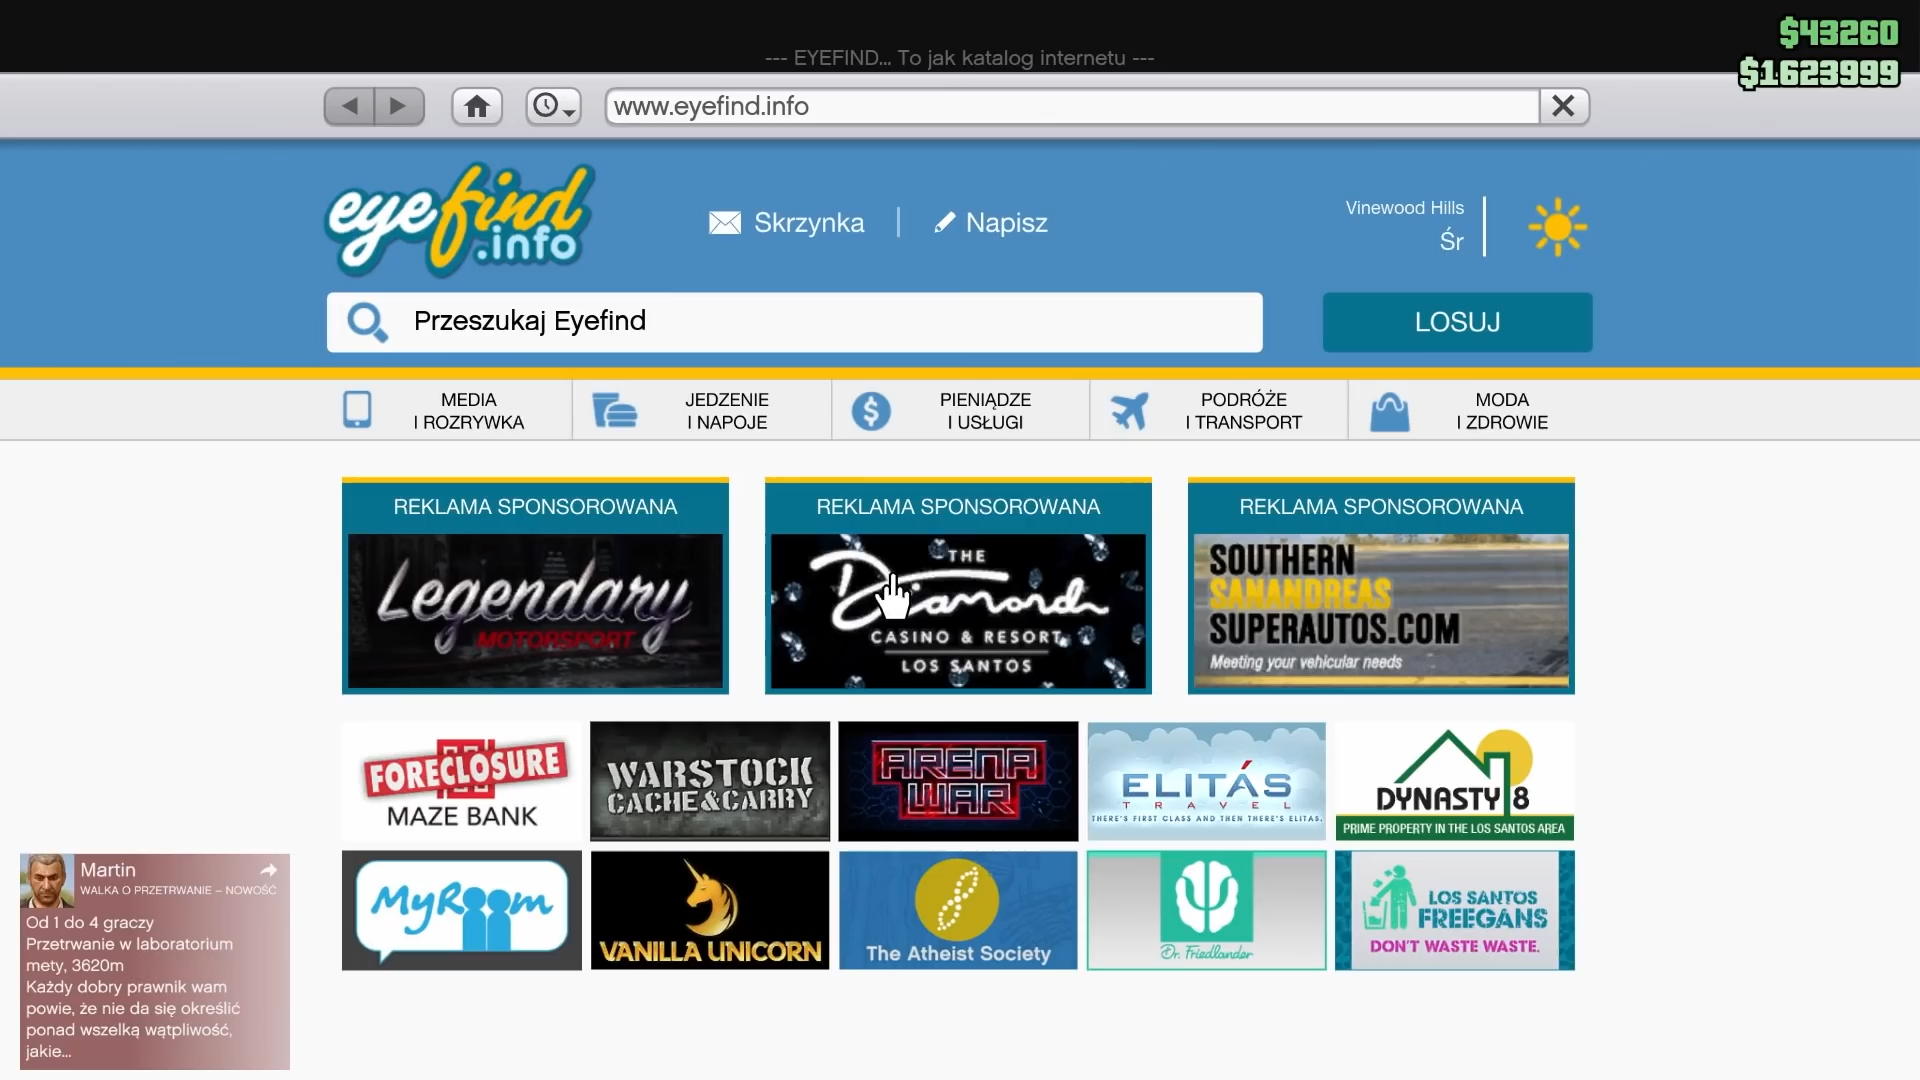 $43260
--- EYEFIND... To jak katalog internetu ---
$1623999
www.eyefind.info
eyefind
.info
Skrzynka
Napisz
Vinewood Hills
Śr
Przeszukaj Eyefind
LOSUJ
MEDIA
I ROZRYWKA
JEDZENIE
I NAPOJE
PIENIĄDZE
I USŁUGI
PODRÓŻE
I TRANSPORT
MODA
I ZDROWIE
REKLAMA SPONSOROWANA
Legendary
MOTORSPORT
REKLAMA SPONSOROWANA
THE
Diamond
CASINO & RESORT
LOS SANTOS
REKLAMA SPONSOROWANA
SOUTHERN
SANANDREAS
SUPERAUTOS.COM
Meeting your vehicular needs
FORECLOSURE
MAZE BANK
WARSTOCK
CACHE&CARRY
ARENA
WAR
ELITÁS
TRAVEL
THERE'S FIRST CLASS AND THEN THERE'S ELITAS.
DYNASTY 8
PRIME PROPERTY IN THE LOS SANTOS AREA
MyRoom
VANILLA UNICORN
The Atheist Society
Dr. Friedlander
LOS SANTOS
FREEGANS
DON'T WASTE WASTE.
Martin
WALKA O PRZETRWANIE – NOWOŚĆ
Od 1 do 4 graczy
Przetrwanie w laboratorium
mety, 3620m
Każdy dobry prawnik wam
powie, że nie da się określić
ponad wszelką wątpliwość,
jakie...